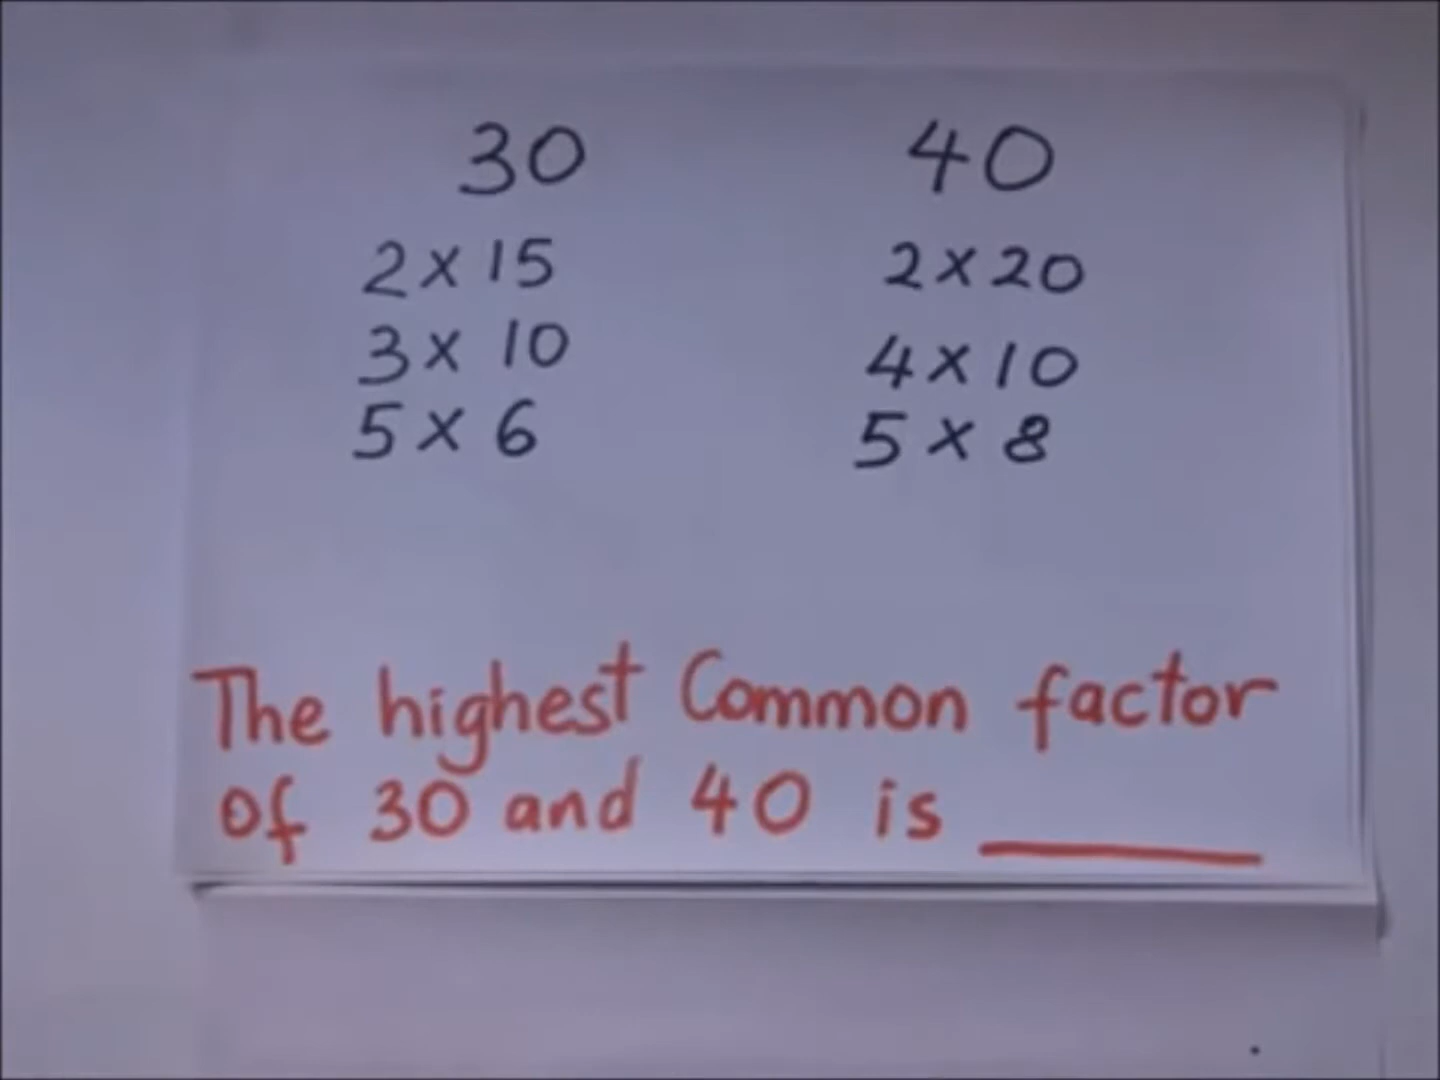 30 40
2 x 15 2 x 20
3 x 10 4 x 10
5 x 6 5 x 8
The highest Common factor
of 30 and 40 is ______